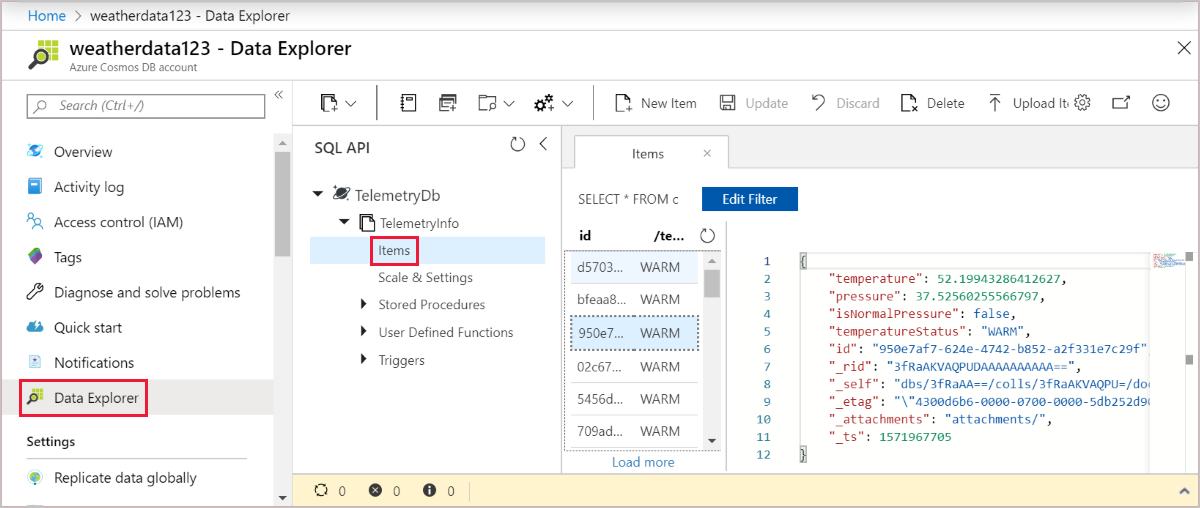 Home > weatherdata123 - Data Explorer
weatherdata123 - Data Explorer
Azure Cosmos DB account
Search (Ctrl+/)
Overview
Activity log
Access control (IAM)
Tags
Diagnose and solve problems
Quick start
Notifications
Data Explorer
Settings
Replicate data globally
New Item Update Discard Delete Upload It
SQL API
TelemetryDb
TelemetryInfo
Items
Scale & Settings
Stored Procedures
User Defined Functions
Triggers
Items
SELECT * FROM c Edit Filter
id /te...
d5703... WARM
bfeaa8... WARM
950e7... WARM
02c67... WARM
5456d... WARM
709ad... WARM
Load more
1 {
2 "temperature": 52.19943286412627,
3 "pressure": 37.52560255566797,
4 "isNormalPressure": false,
5 "temperatureStatus": "WARM",
6 "id": "950e7af7-624e-4742-b852-a2f331e7c29f",
7 "_rid": "3fRaAKVAQPUDAAAAAAAAAA==",
8 "_self": "dbs/3fRaAA==/colls/3fRaAKVAQPU=/doc
9 "_etag": "\"4300d6b6-0000-0700-0000-5db252d90
10 "_attachments": "attachments/",
11 "_ts": 1571967705
12 }
0 0 0